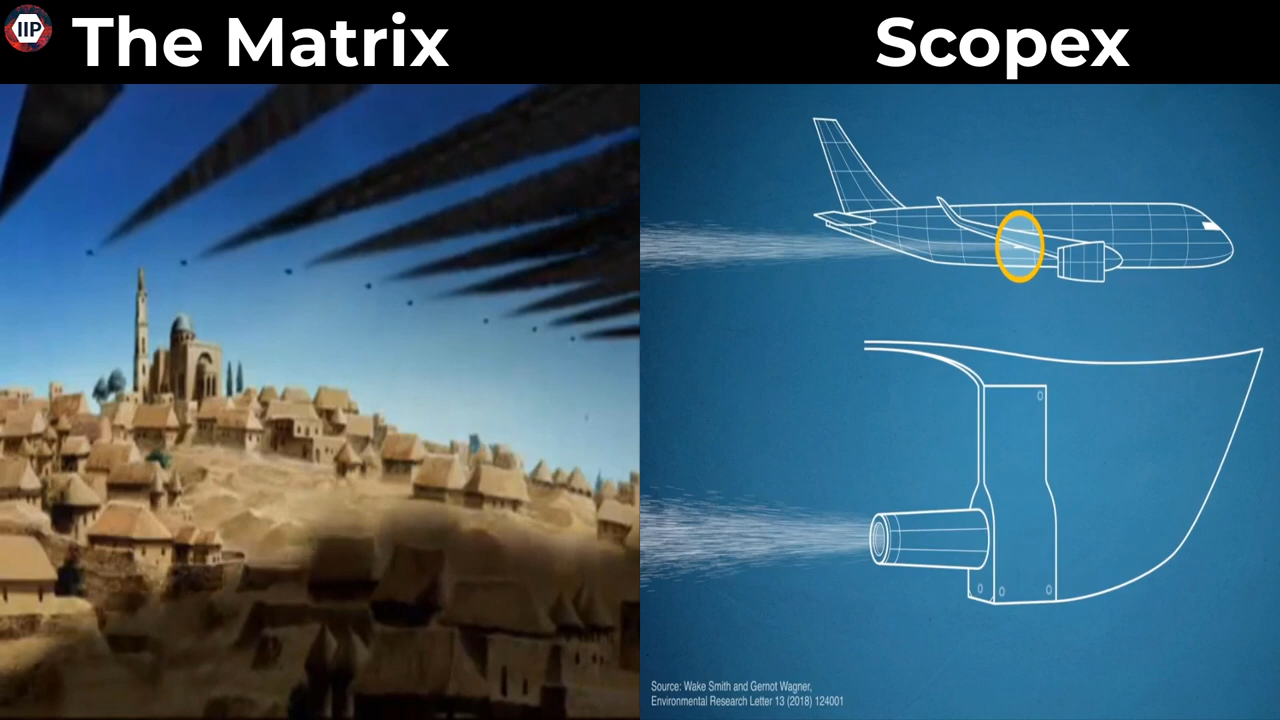 IIP
The Matrix
Scopex
Source: Wake Smith and Gernot Wagner,
Environmental Research Letter 13 (2018) 124001